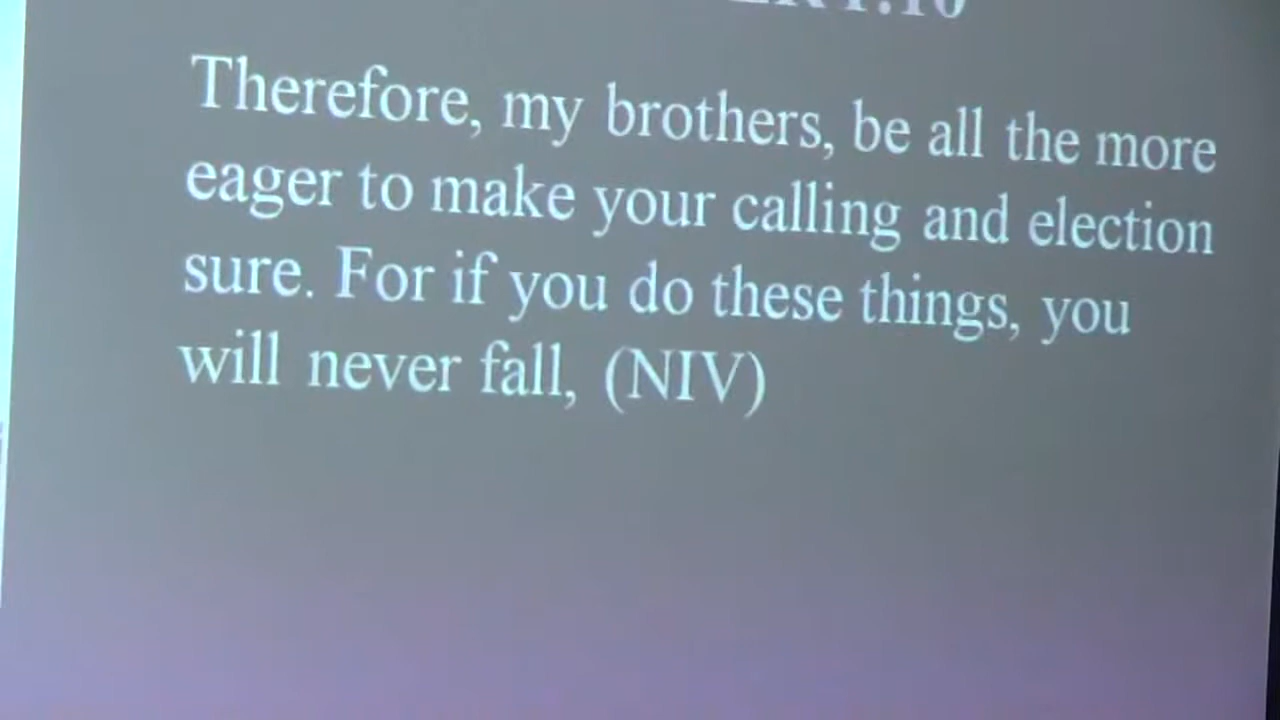 Therefore, my brothers, be all the more
eager to make your calling and election
sure. For if you do these things, you
will never fall, (NIV)